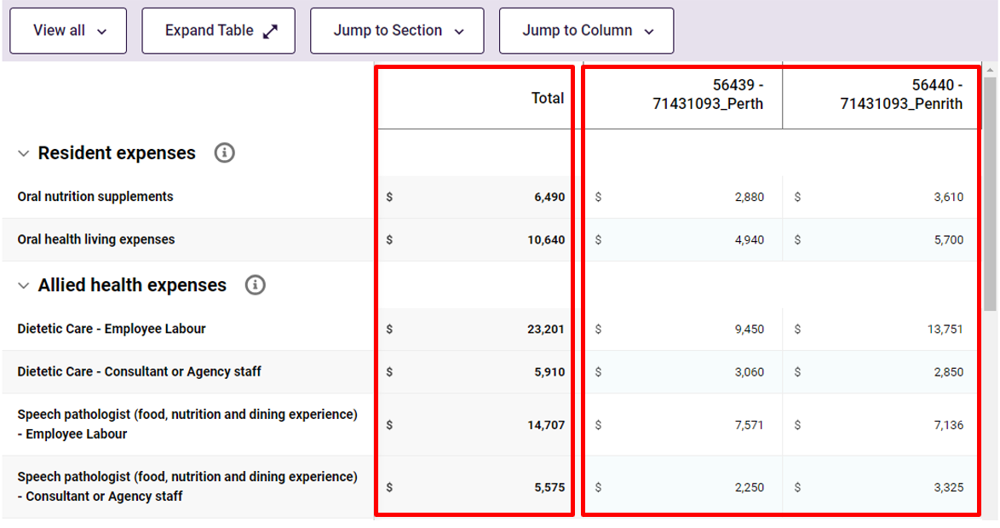 View all Expand Table Jump to Section Jump to Column
Total 56439 - 56440 -
71431093_Perth 71431093_Penrith
Resident expenses
Oral nutrition supplements $ 6,490 $ 2,880 $ 3,610
Oral health living expenses $ 10,640 $ 4,940 $ 5,700
Allied health expenses
Dietetic Care - Employee Labour $ 23,201 $ 9,450 $ 13,751
Dietetic Care - Consultant or Agency staff $ 5,910 $ 3,060 $ 2,850
Speech pathologist (food, nutrition and dining experience)
- Employee Labour $ 14,707 $ 7,571 $ 7,136
Speech pathologist (food, nutrition and dining experience)
- Consultant or Agency staff $ 5,575 $ 2,250 $ 3,325